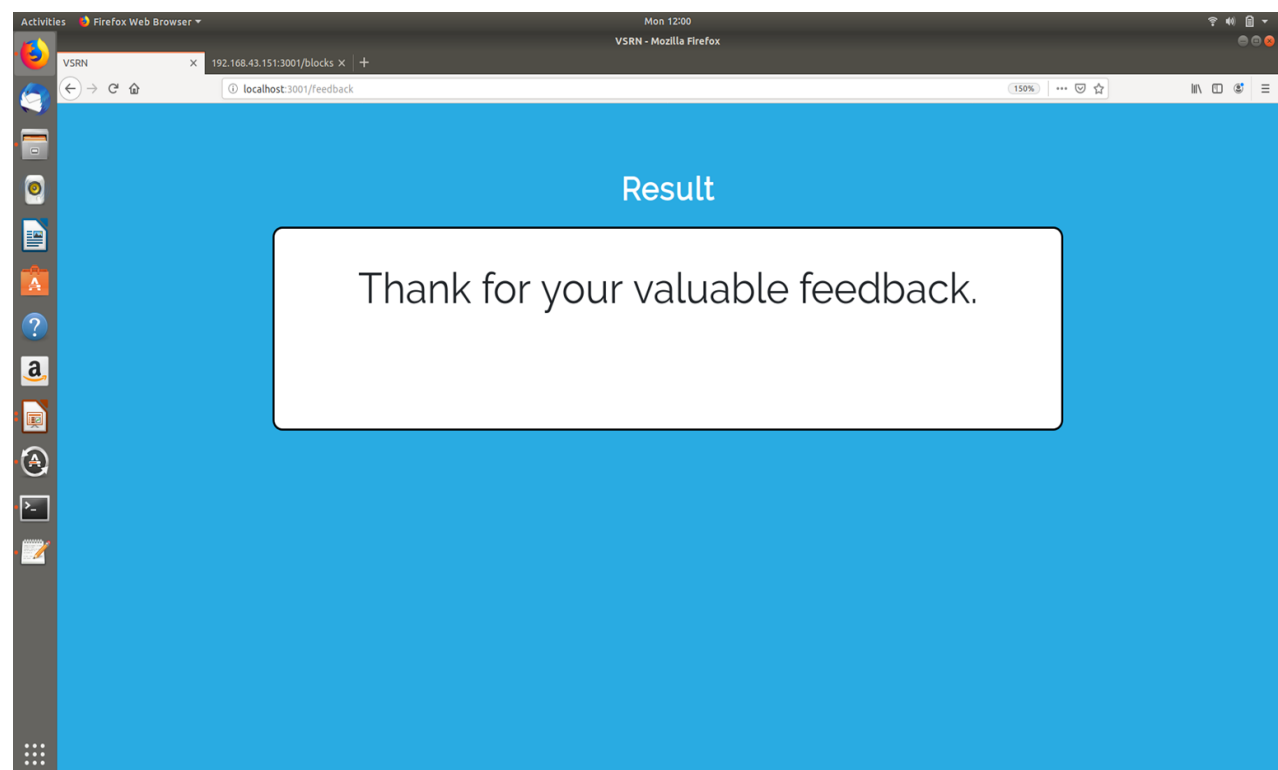 Activities Firefox Web Browser Mon 12:00
VSRN - Mozilla Firefox
VSRN 192.168.43.151:3001/blocks
localhost:3001/feedback 150%
Result
Thank for your valuable feedback.